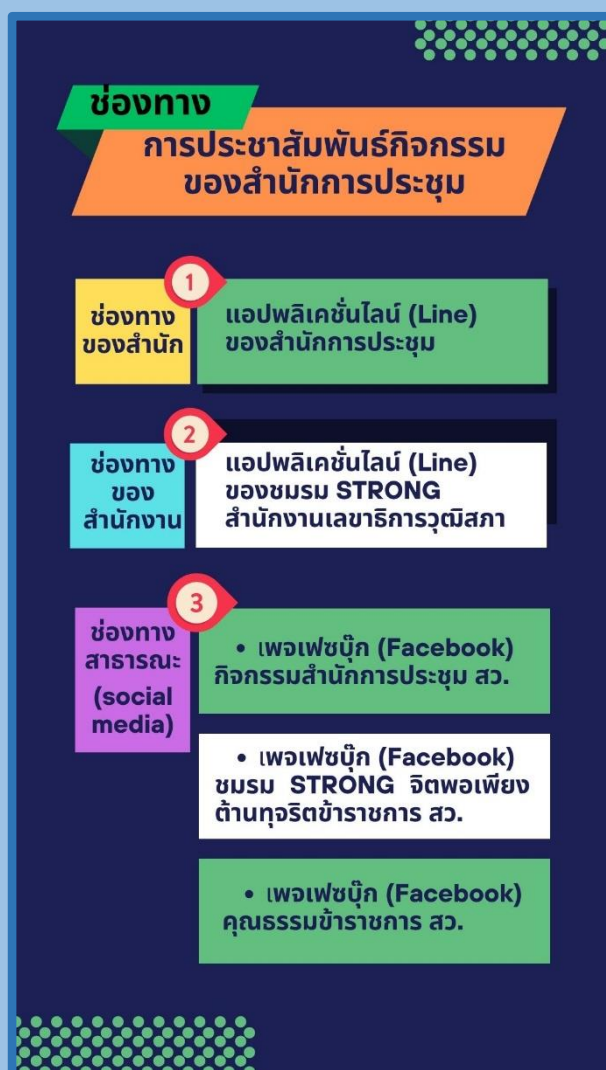 ช่องทาง
การประชาสัมพันธ์กิจกรรม
ของสำนักการประชุม
1
ช่องทาง
ของสำนัก
แอปพลิเคชั่นไลน์ (Line)
ของสำนักการประชุม
2
ช่องทาง
ของ
สำนักงาน
แอปพลิเคชั่นไลน์ (Line)
ของชมรม STRONG
สำนักงานเลขาธิการวุฒิสภา
3
ช่องทาง
สาธารณะ
(social
media)
• เพจเฟซบุ๊ก (Facebook)
กิจกรรมสำนักการประชุม สว.
• เพจเฟซบุ๊ก (Facebook)
ชมรม STRONG จิตพอเพียง
ต้านทุจริตข้าราชการ สว.
• เพจเฟซบุ๊ก (Facebook)
คุณธรรมข้าราชการ สว.